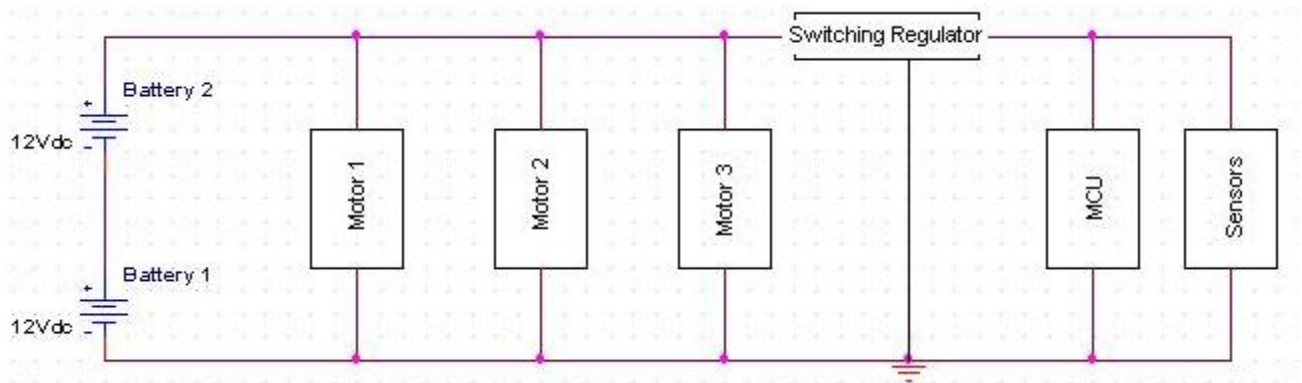 Switching Regulator
Battery 2
+
12Vdc
-
Motor 1
Motor 2
Motor 3
MCU
Sensors
Battery 1
+
12Vdc
-